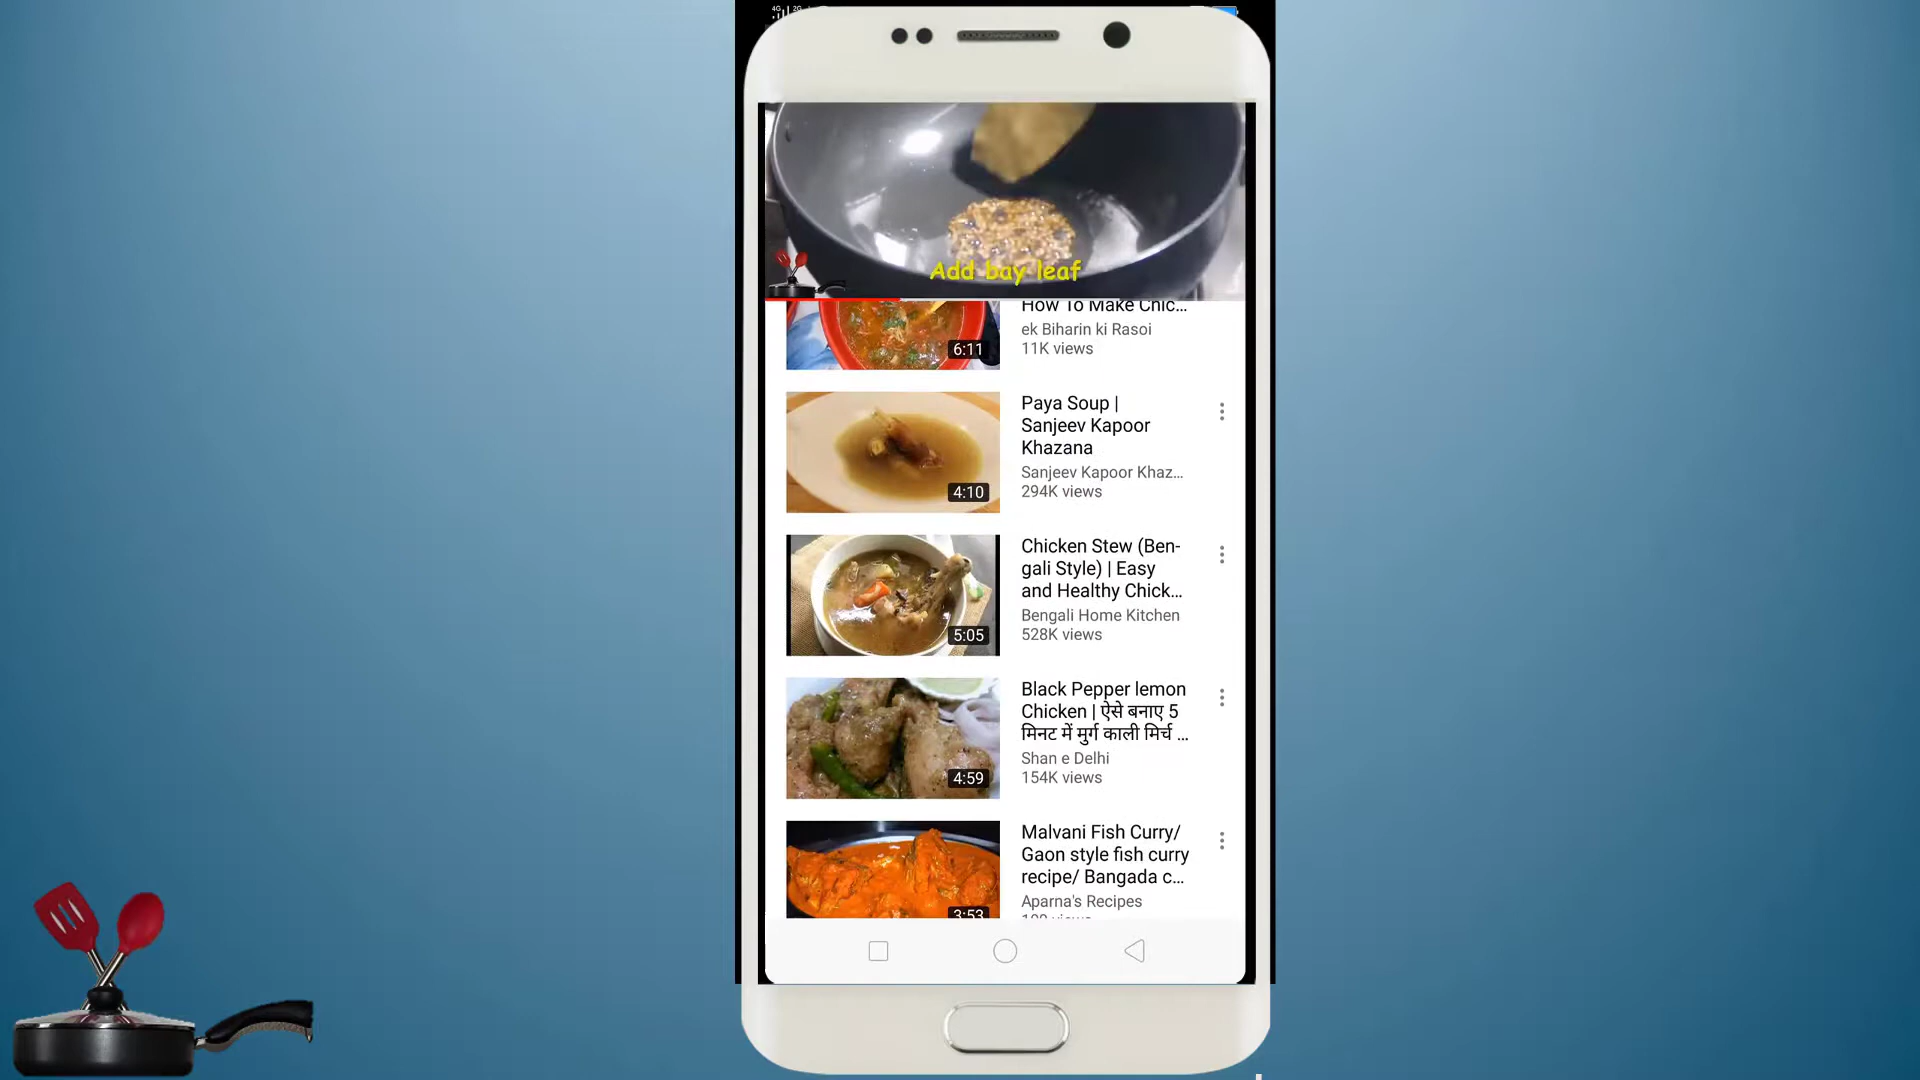 4G 2G
Add bay leaf
How To Make Chic...
ek Biharin ki Rasoi
11K views
6:11
Paya Soup |
Sanjeev Kapoor
Khazana
Sanjeev Kapoor Khaz...
294K views
4:10
Chicken Stew (Ben-
gali Style) | Easy
and Healthy Chick...
Bengali Home Kitchen
528K views
5:05
Black Pepper lemon
Chicken | ऐसे बनाए 5
मिनट में मुर्ग काली मिर्च ...
Shan e Delhi
154K views
4:59
Malvani Fish Curry/
Gaon style fish curry
recipe/ Bangada c...
Aparna's Recipes
3:53